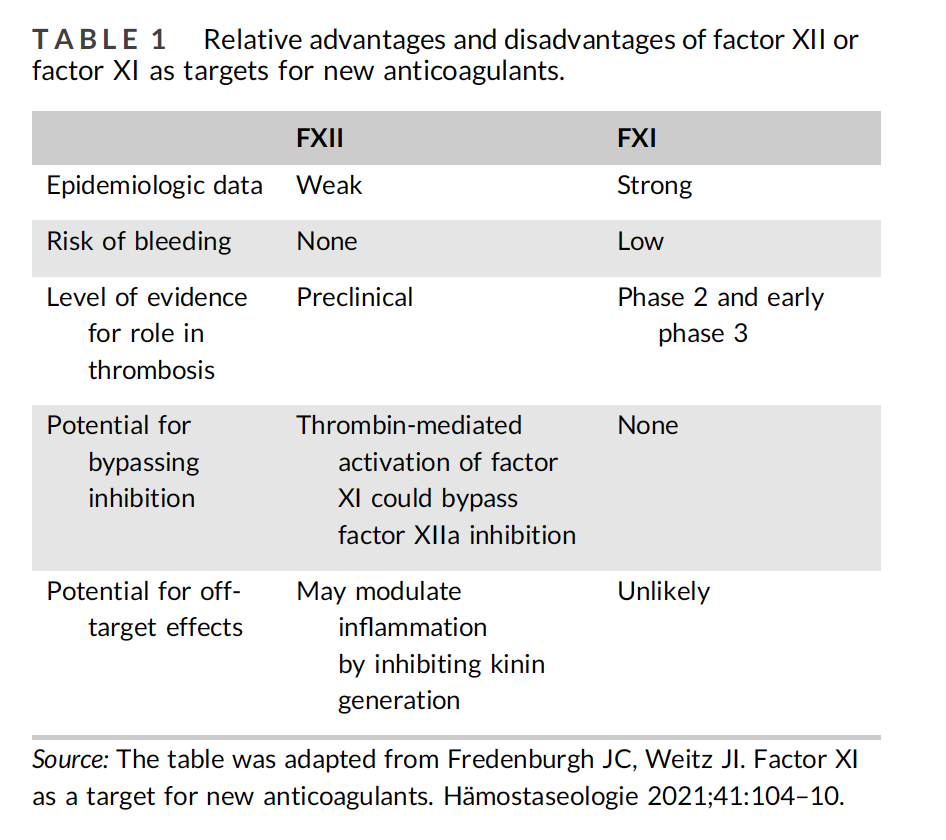 TABLE 1 Relative advantages and disadvantages of factor XII or
factor XI as targets for new anticoagulants.
FXII FXI
Epidemiologic data Weak Strong
Risk of bleeding None Low
Level of evidence Preclinical Phase 2 and early
for role in phase 3
thrombosis
Potential for Thrombin-mediated None
bypassing activation of factor
inhibition XI could bypass
factor XIIa inhibition
Potential for off- May modulate Unlikely
target effects inflammation
by inhibiting kinin
generation
Source: The table was adapted from Fredenburgh JC, Weitz JI. Factor XI
as a target for new anticoagulants. Hämostaseologie 2021;41:104–10.